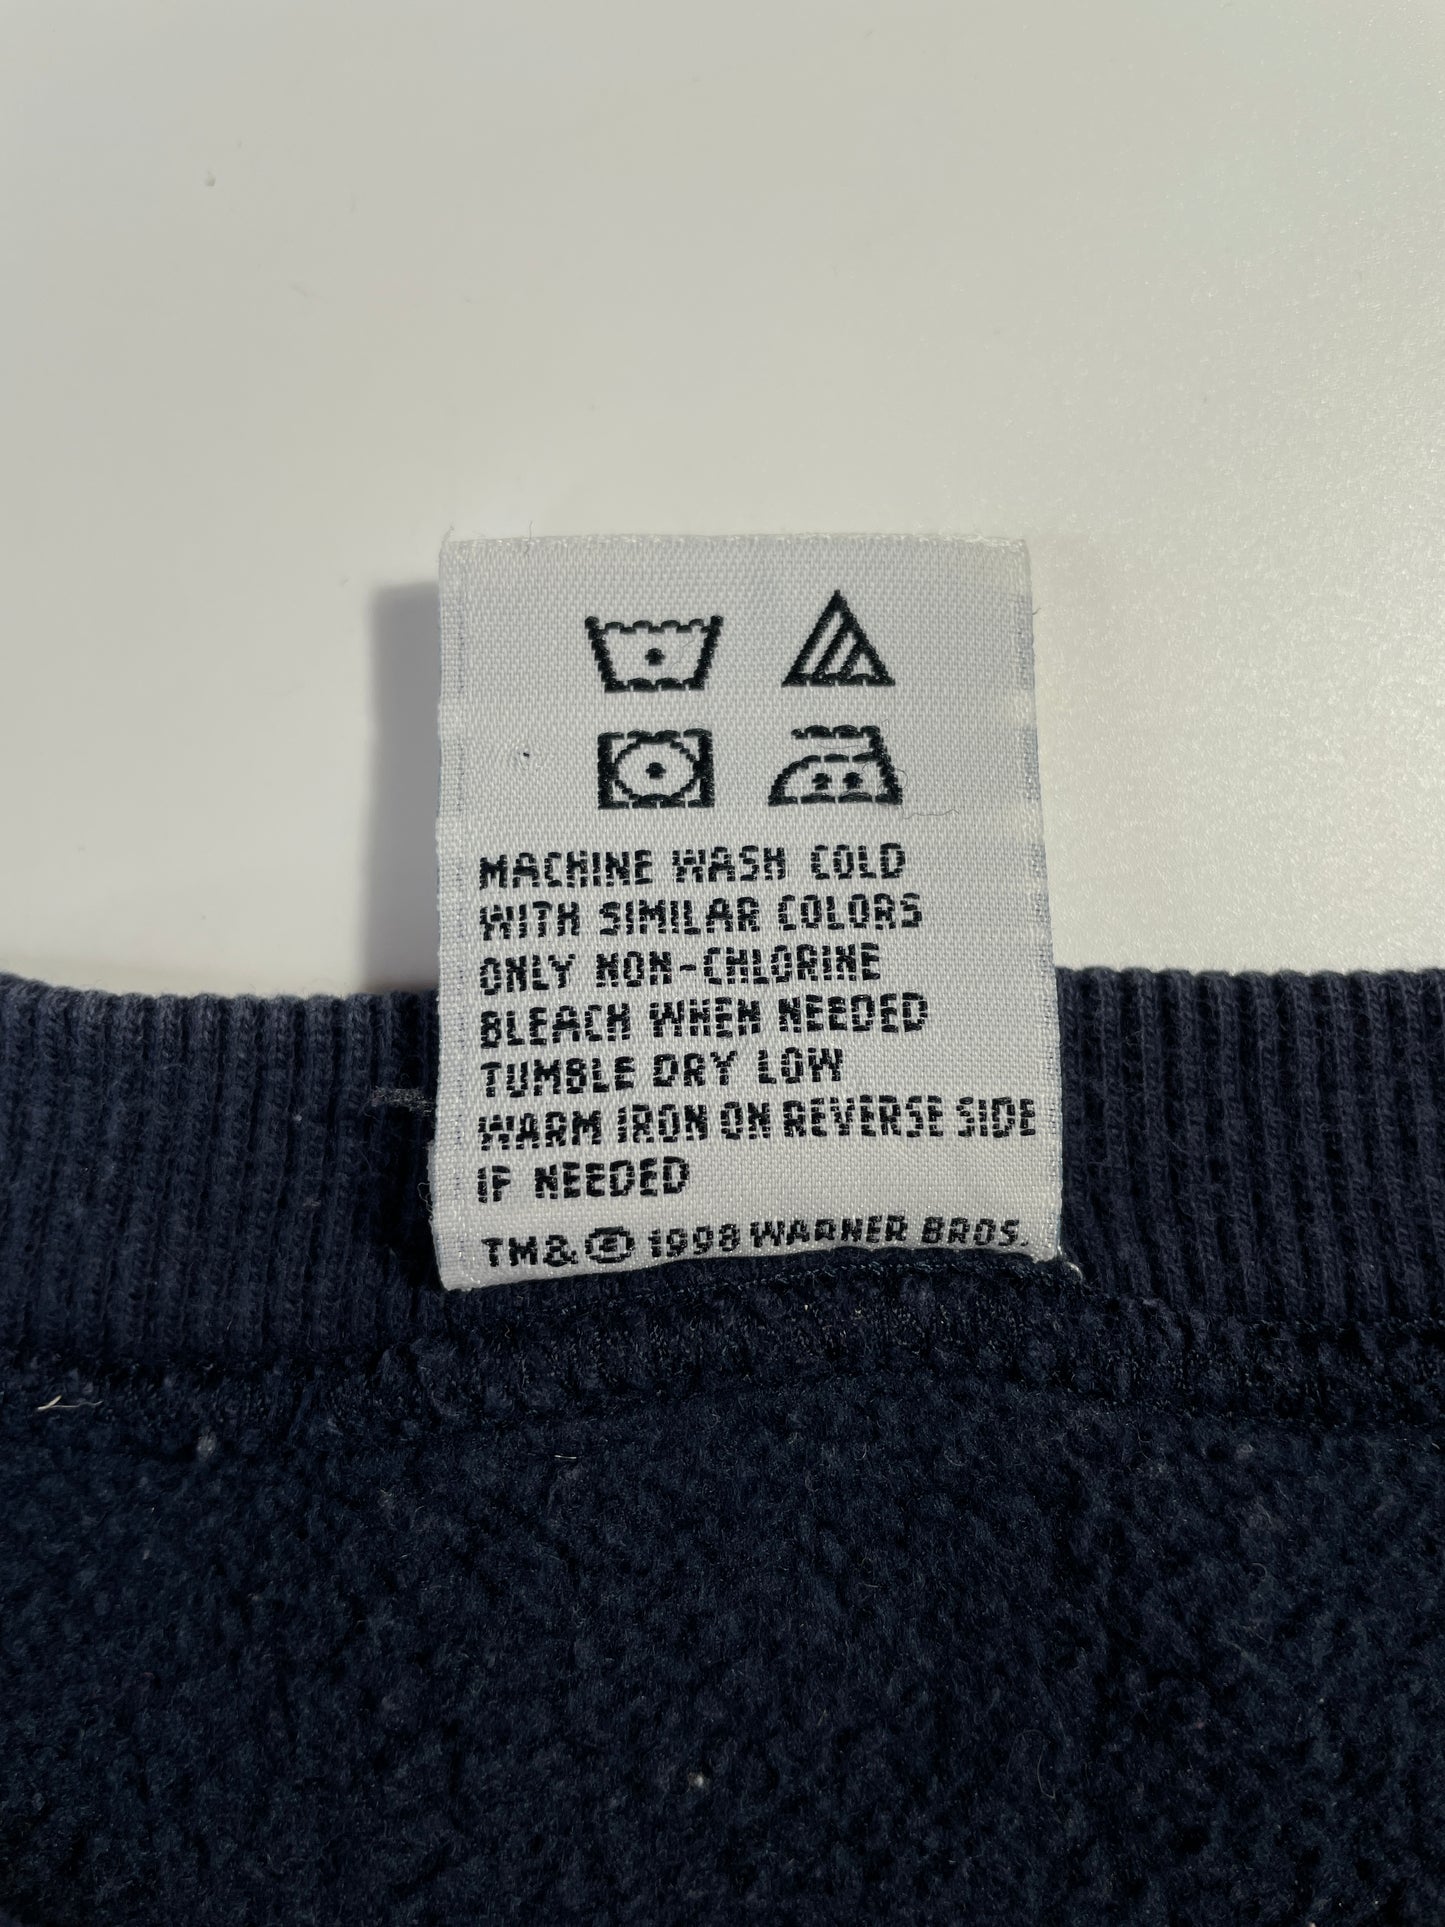 MACHINE WASH COLD
WITH SIMILAR COLORS
ONLY NON-CHLORINE
BLEACH WHEN NEEDED
TUMBLE DRY LOW
WARM IRON ON REVERSE SIDE
IF NEEDED
TM& © 1998 WARNER BROS.